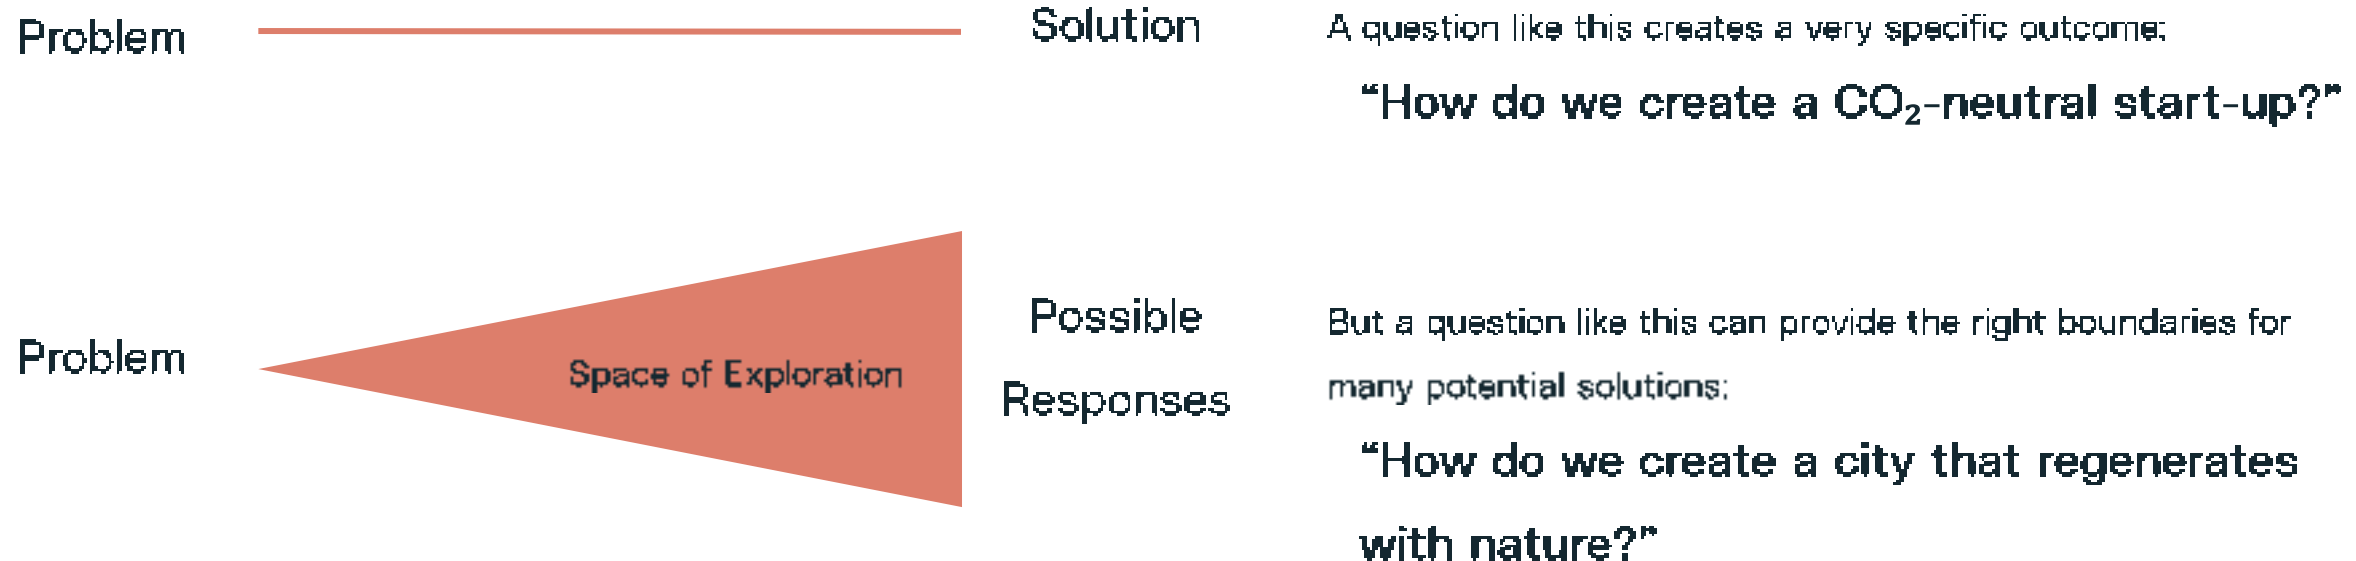 Problem
Solution
A question like this creates a very specific outcome:
“How do we create a CO₂-neutral start-up?”
Problem
Space of Exploration
Possible
Responses
But a question like this can provide the right boundaries for
many potential solutions:
“How do we create a city that regenerates
with nature?”